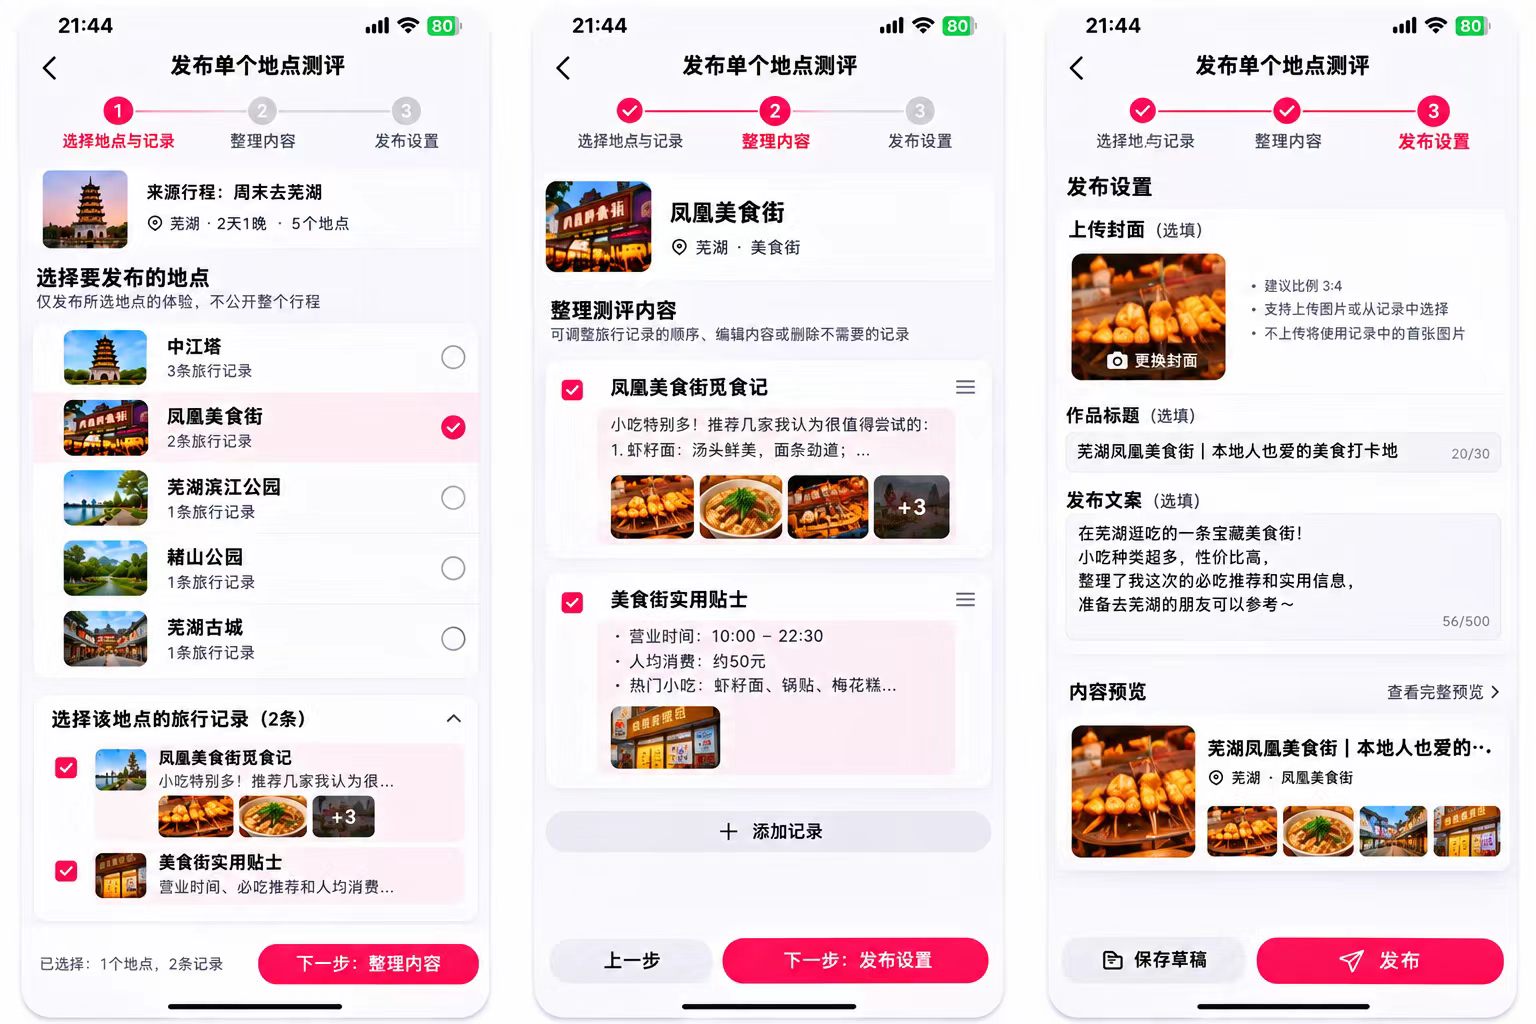 21:44
80
发布单个地点测评
1
2
3
选择地点与记录
整理内容
发布设置
来源行程：周末去芜湖
芜湖 · 2天1晚 · 5个地点
选择要发布的地点
仅发布所选地点的体验，不公开整个行程
中江塔
3条旅行记录
凤凰美食街
2条旅行记录
芜湖滨江公园
1条旅行记录
赭山公园
1条旅行记录
芜湖古城
1条旅行记录
选择该地点的旅行记录（2条）
凤凰美食街觅食记
小吃特别多！推荐几家我认为很...
+3
美食街实用贴士
营业时间、必吃推荐和人均消费...
已选择：1个地点，2条记录
下一步：整理内容
21:44
80
发布单个地点测评
2
3
选择地点与记录
整理内容
发布设置
凤凰美食街
芜湖 · 美食街
整理测评内容
可调整旅行记录的顺序、编辑内容或删除不需要的记录
凤凰美食街觅食记
小吃特别多！推荐几家我认为很值得尝试的：
1. 虾籽面：汤头鲜美，面条劲道；...
+3
美食街实用贴士
· 营业时间：10:00 – 22:30
· 人均消费：约50元
· 热门小吃：虾籽面、锅贴、梅花糕...
添加记录
上一步
下一步：发布设置
21:44
80
发布单个地点测评
3
选择地与记录
整理内容
发布设置
发布设置
上传封面（选填）
更换封面
• 建议比例 3:4
• 支持上传图片或从记录中选择
• 不上传将使用记录中的首张图片
作品标题（选填）
芜湖凤凰美食街 | 本地人也爱的美食打卡地
20/30
发布文案（选填）
在芜湖逛吃的一条宝藏美食街！
小吃种类超多，性价比高，
整理了我这次的必吃推荐和实用信息，
准备去芜湖的朋友可以参考～
56/500
内容预览
查看完整预览
芜湖凤凰美食街 | 本地人也爱的...
芜湖 · 凤凰美食街
保存草稿
发布